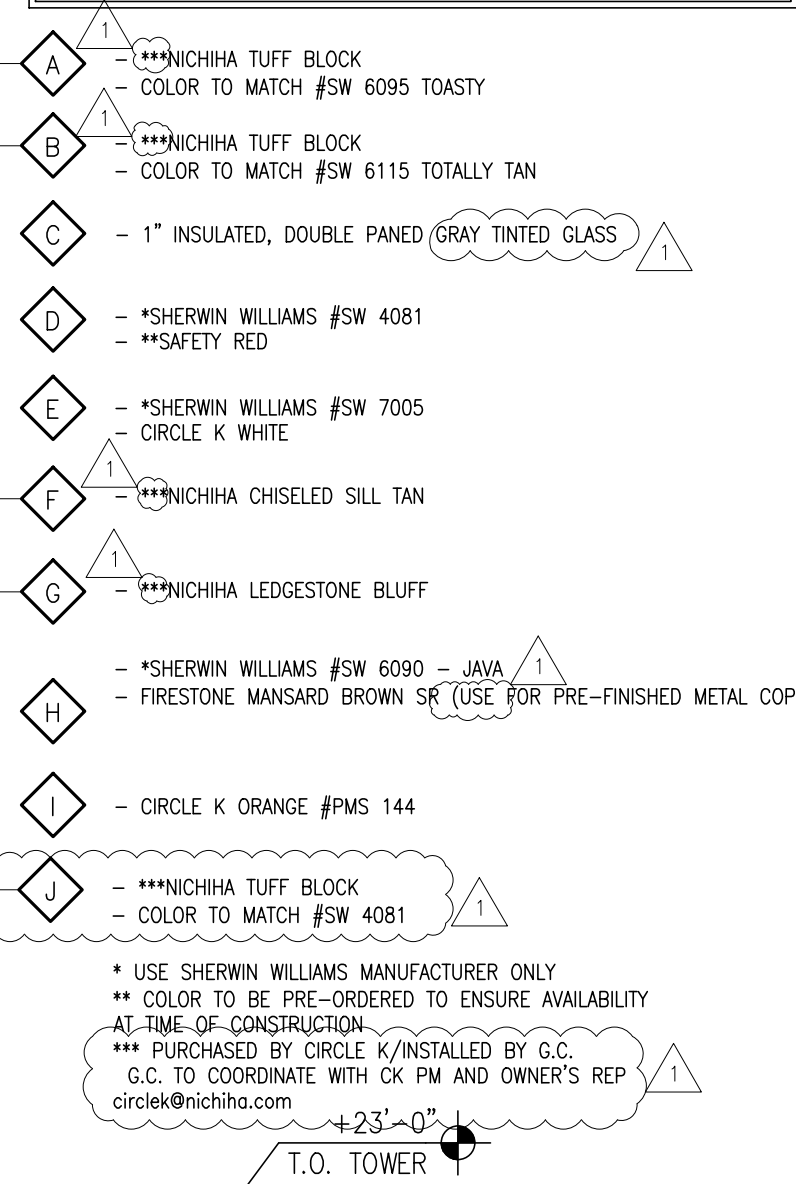 1
A – ***NICHIHA TUFF BLOCK
– COLOR TO MATCH #SW 6095 TOASTY
1
B – ***NICHIHA TUFF BLOCK
– COLOR TO MATCH #SW 6115 TOTALLY TAN
C – 1" INSULATED, DOUBLE PANED GRAY TINTED GLASS 1
D – *SHERWIN WILLIAMS #SW 4081
– **SAFETY RED
E – *SHERWIN WILLIAMS #SW 7005
– CIRCLE K WHITE
1
F – ***NICHIHA CHISELED SILL TAN
1
G – ***NICHIHA LEDGESTONE BLUFF
– *SHERWIN WILLIAMS #SW 6090 – JAVA 1
H – FIRESTONE MANSARD BROWN SR (USE FOR PRE–FINISHED METAL COP
I – CIRCLE K ORANGE #PMS 144
J – ***NICHIHA TUFF BLOCK
– COLOR TO MATCH #SW 4081 1
* USE SHERWIN WILLIAMS MANUFACTURER ONLY
** COLOR TO BE PRE–ORDERED TO ENSURE AVAILABILITY
AT TIME OF CONSTRUCTION
*** PURCHASED BY CIRCLE K/INSTALLED BY G.C.
G.C. TO COORDINATE WITH CK PM AND OWNER'S REP 1
circlek@nichiha.com
+23'–0"
T.O. TOWER